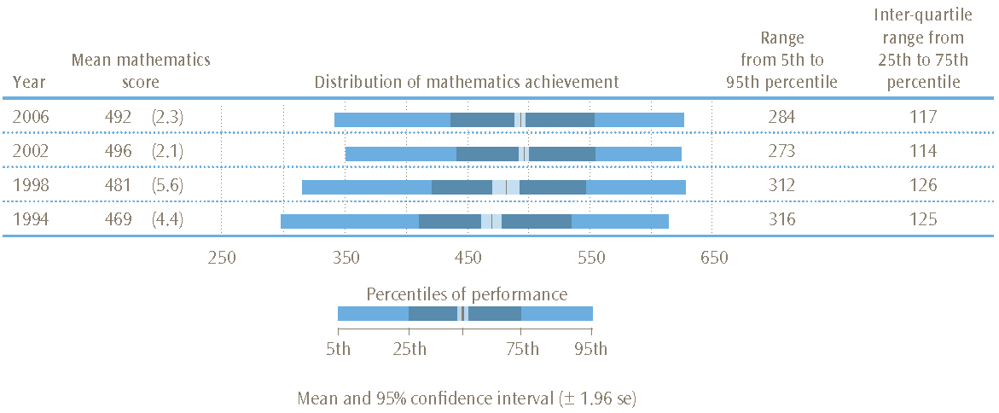 Inter-quartile
Range range from
Mean mathematics from 5th to 25th to 75th
Year score Distribution of mathematics achievement 95th percentile percentile
2006 492 (2.3) 284 117
2002 496 (2.1) 273 114
1998 481 (5.6) 312 126
1994 469 (4.4) 316 125
250 350 450 550 650
Percentiles of performance
5th 25th 75th 95th
Mean and 95% confidence interval (± 1.96 se)